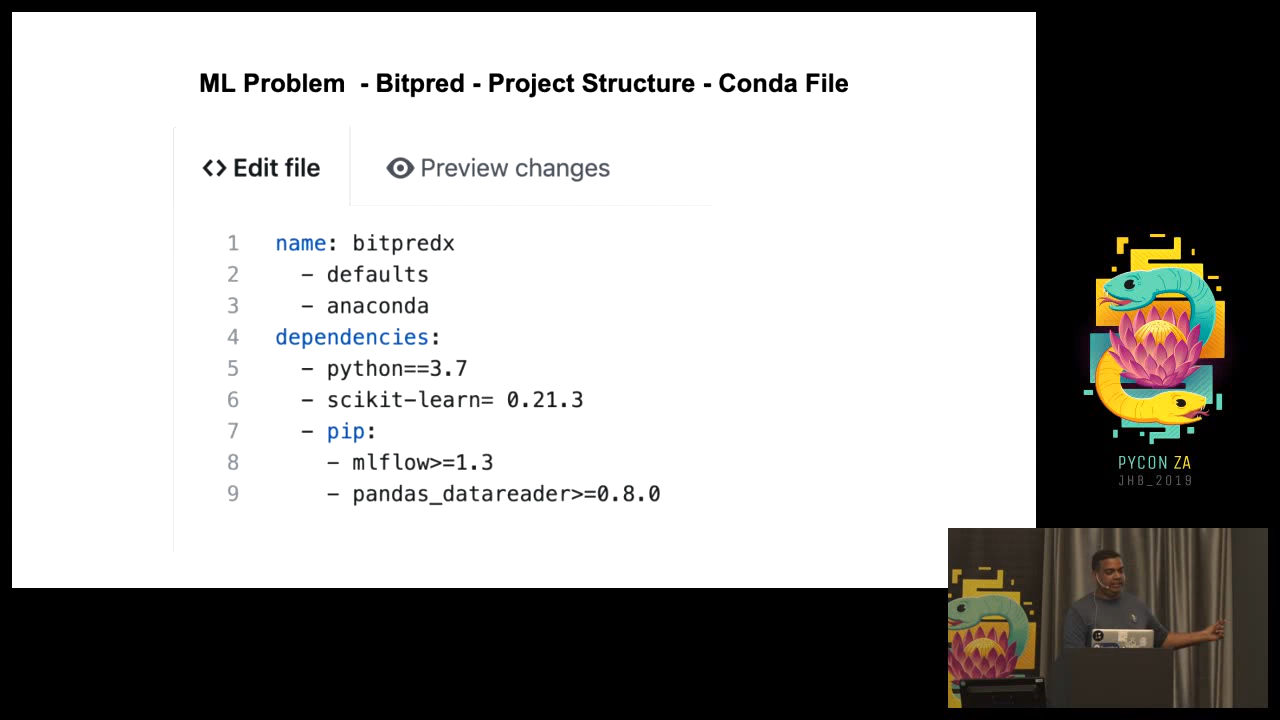 ML Problem - Bitpred - Project Structure - Conda File
<> Edit file
Preview changes
1 name: bitpredx
2 - defaults
3 - anaconda
4 dependencies:
5 - python==3.7
6 - scikit-learn= 0.21.3
7 - pip:
8 - mlflow>=1.3
9 - pandas_datareader>=0.8.0
PYCON ZA
JHB_2019